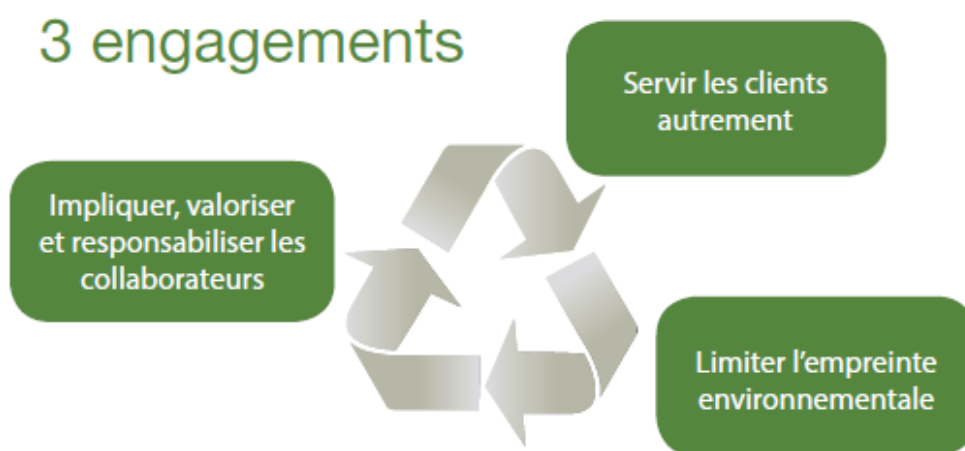 3 engagements
Servir les clients
autrement
Impliquer, valoriser
et responsabiliser les
collaborateurs
Limiter l’empreinte
environnementale